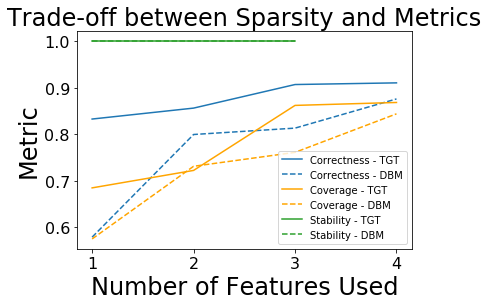 Trade-off between Sparsity and Metrics
1.0
0.9
0.8
0.7
0.6
Metric
Correctness - TGT
Correctness - DBM
Coverage - TGT
Coverage - DBM
Stability - TGT
Stability - DBM
1
2
3
4
Number of Features Used